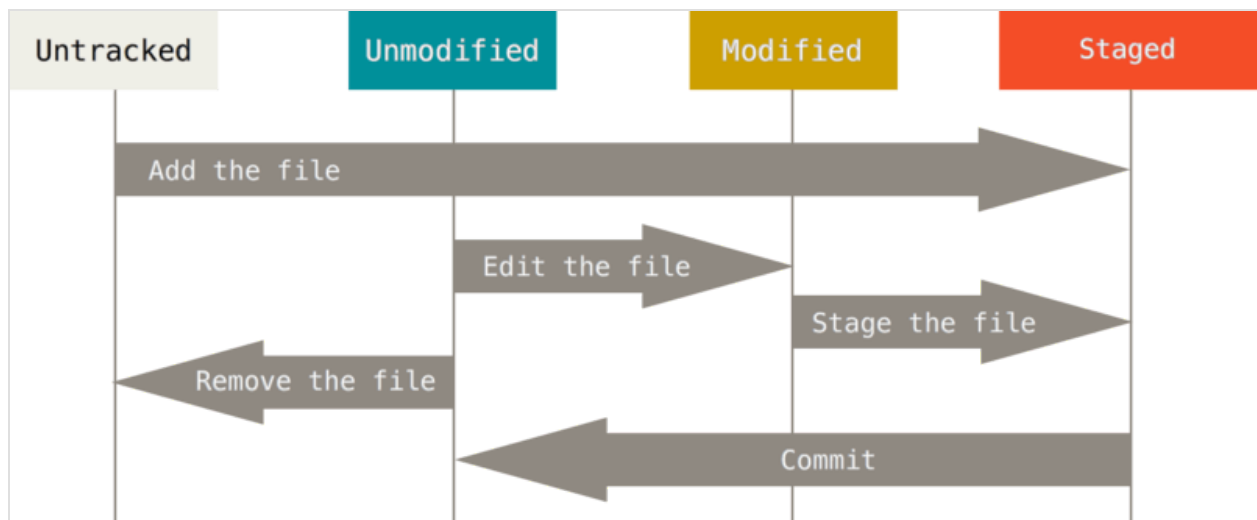 Untracked
Unmodified
Modified
Staged
Add the file
Edit the file
Stage the file
Remove the file
Commit